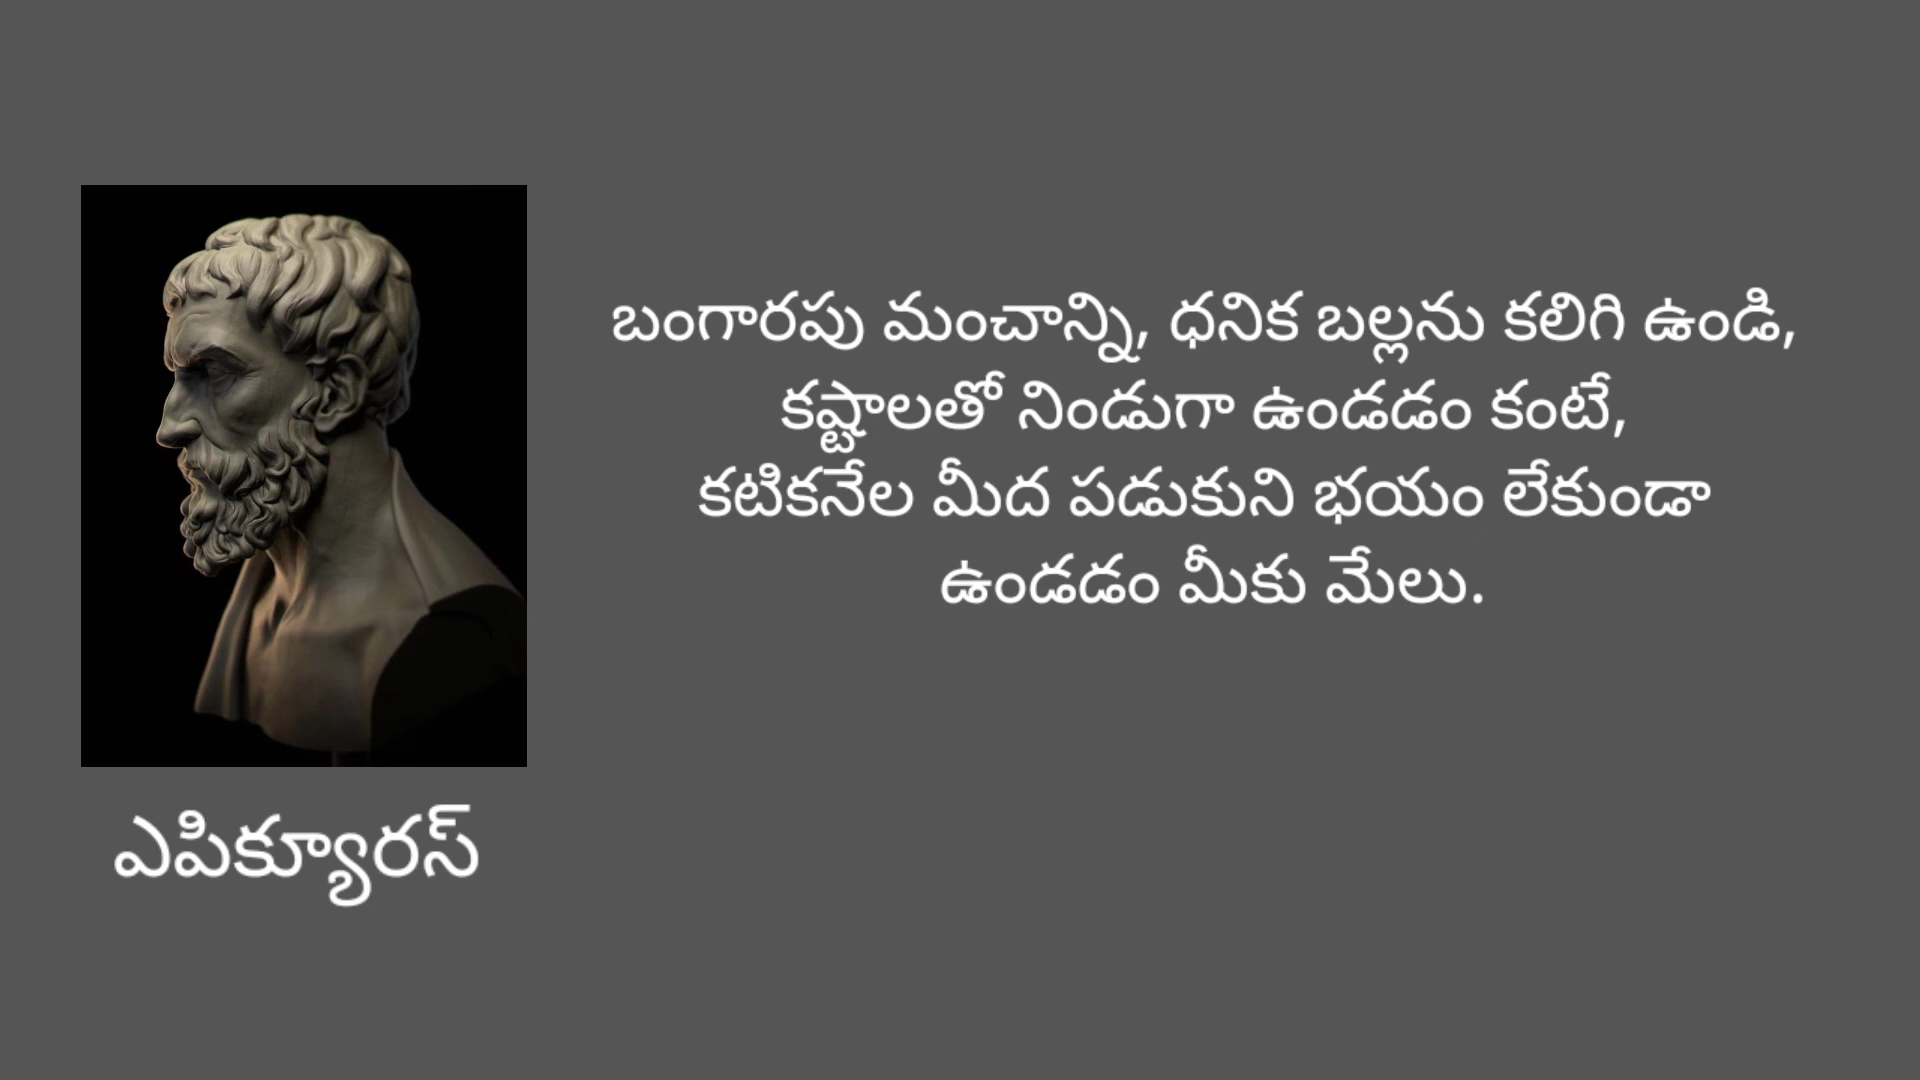 బంగారపు మంచాన్ని, ధనిక బల్లను కలిగి ఉండి,
కష్టాలతో నిండుగా ఉండడం కంటే,
కటికనేల మీద పడుకుని భయం లేకుండా
ఉండడం మీకు మేలు.
ఎపిక్యూరస్